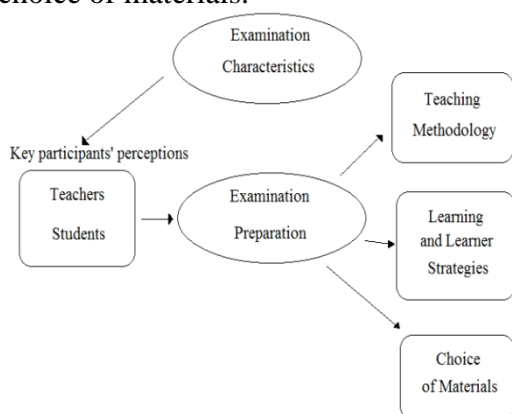 choice of materials.
Examination
Characteristics
Key participants' perceptions
Teachers
Students
Examination
Preparation
Teaching
Methodology
Learning
and Learner
Strategies
Choice
of Materials